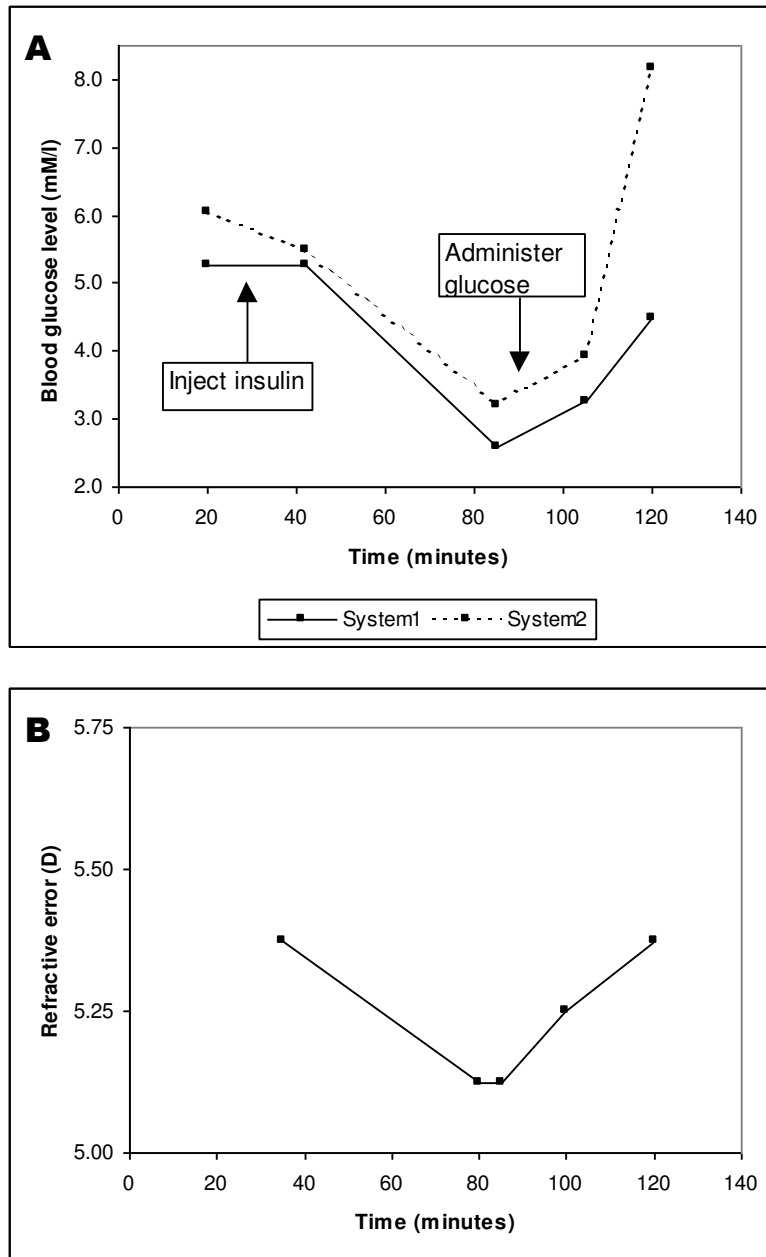 A
Blood glucose level (mM/l)
8.0
7.0
6.0
5.0
4.0
3.0
2.0
Administer
glucose
Inject insulin
0 20 40 60 80 100 120 140
Time (minutes)
System1 System2
B
Refractive error (D)
5.75
5.50
5.25
5.00
0 20 40 60 80 100 120 140
Time (minutes)